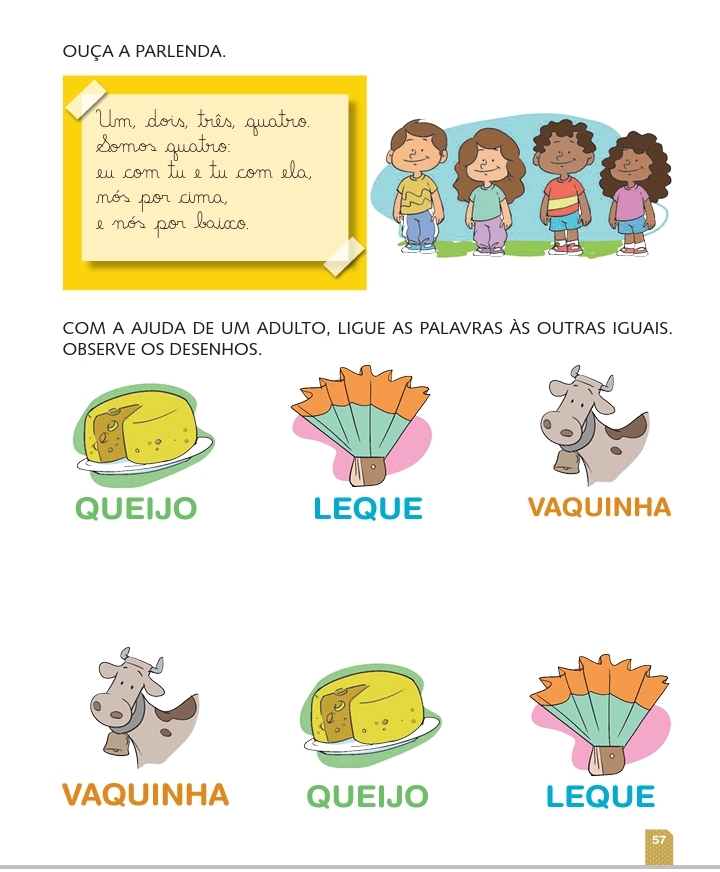 OUÇA A PARLENDA.
Um, dois, três, quatro.
Somos quatro:
eu com tu e tu com ela,
nós por cima,
e nós por baixo.
COM A AJUDA DE UM ADULTO, LIGUE AS PALAVRAS ÀS OUTRAS IGUAIS.
OBSERVE OS DESENHOS.
QUEIJO LEQUE VAQUINHA
VAQUINHA QUEIJO LEQUE
57